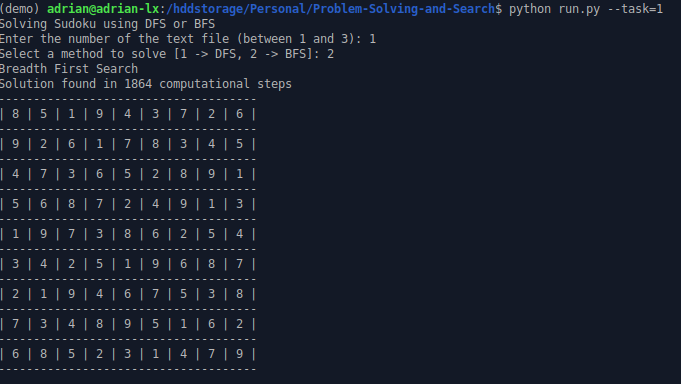 (demo) adrian@adrian-lx:/hddstorage/Personal/Problem-Solving-and-Search$ python run.py --task=1
Solving Sudoku using DFS or BFS
Enter the number of the text file (between 1 and 3): 1
Select a method to solve [1 -> DFS, 2 -> BFS]: 2
Breadth First Search
Solution found in 1864 computational steps
-------------------------------------
| 8 | 5 | 1 | 9 | 4 | 3 | 7 | 2 | 6 |
-------------------------------------
| 9 | 2 | 6 | 1 | 7 | 8 | 3 | 4 | 5 |
-------------------------------------
| 4 | 7 | 3 | 6 | 5 | 2 | 8 | 9 | 1 |
-------------------------------------
| 5 | 6 | 8 | 7 | 2 | 4 | 9 | 1 | 3 |
-------------------------------------
| 1 | 9 | 7 | 3 | 8 | 6 | 2 | 5 | 4 |
-------------------------------------
| 3 | 4 | 2 | 5 | 1 | 9 | 6 | 8 | 7 |
-------------------------------------
| 2 | 1 | 9 | 4 | 6 | 7 | 5 | 3 | 8 |
-------------------------------------
| 7 | 3 | 4 | 8 | 9 | 5 | 1 | 6 | 2 |
-------------------------------------
| 6 | 8 | 5 | 2 | 3 | 1 | 4 | 7 | 9 |
-------------------------------------